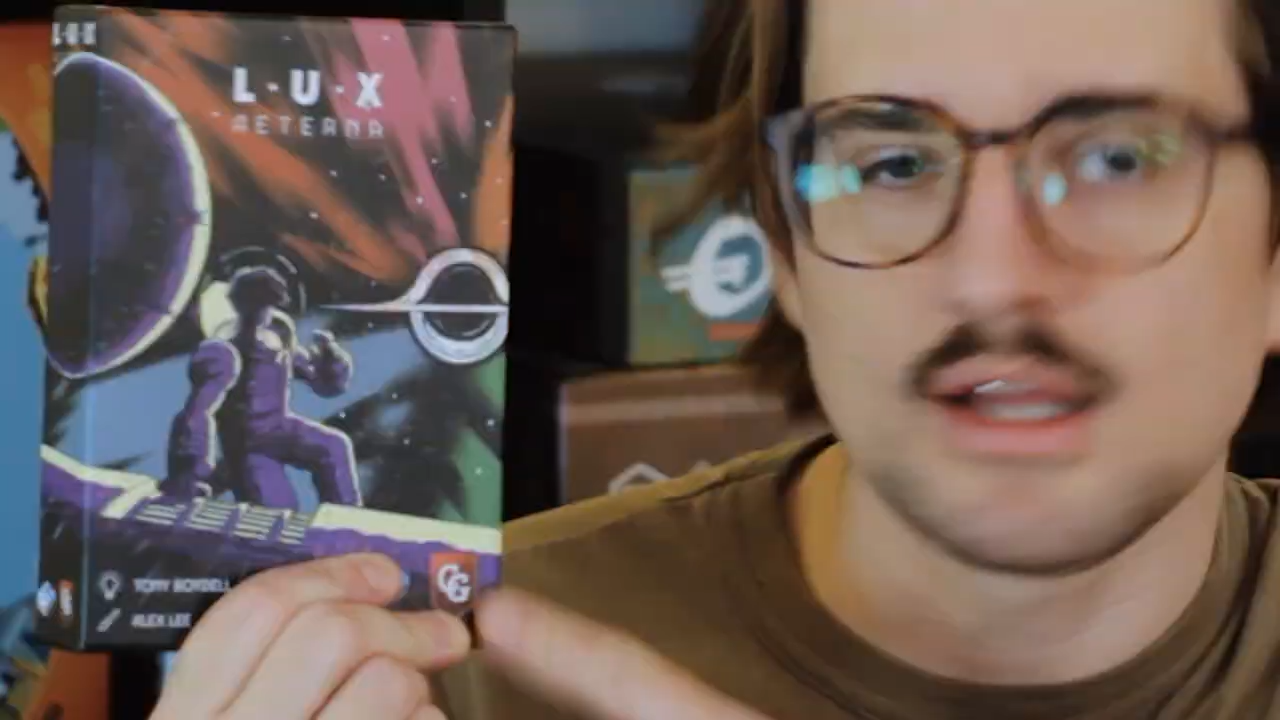 L·U·X
L·U·X
AETERNA
TONY BOYDELL
ALEX LEE
CG